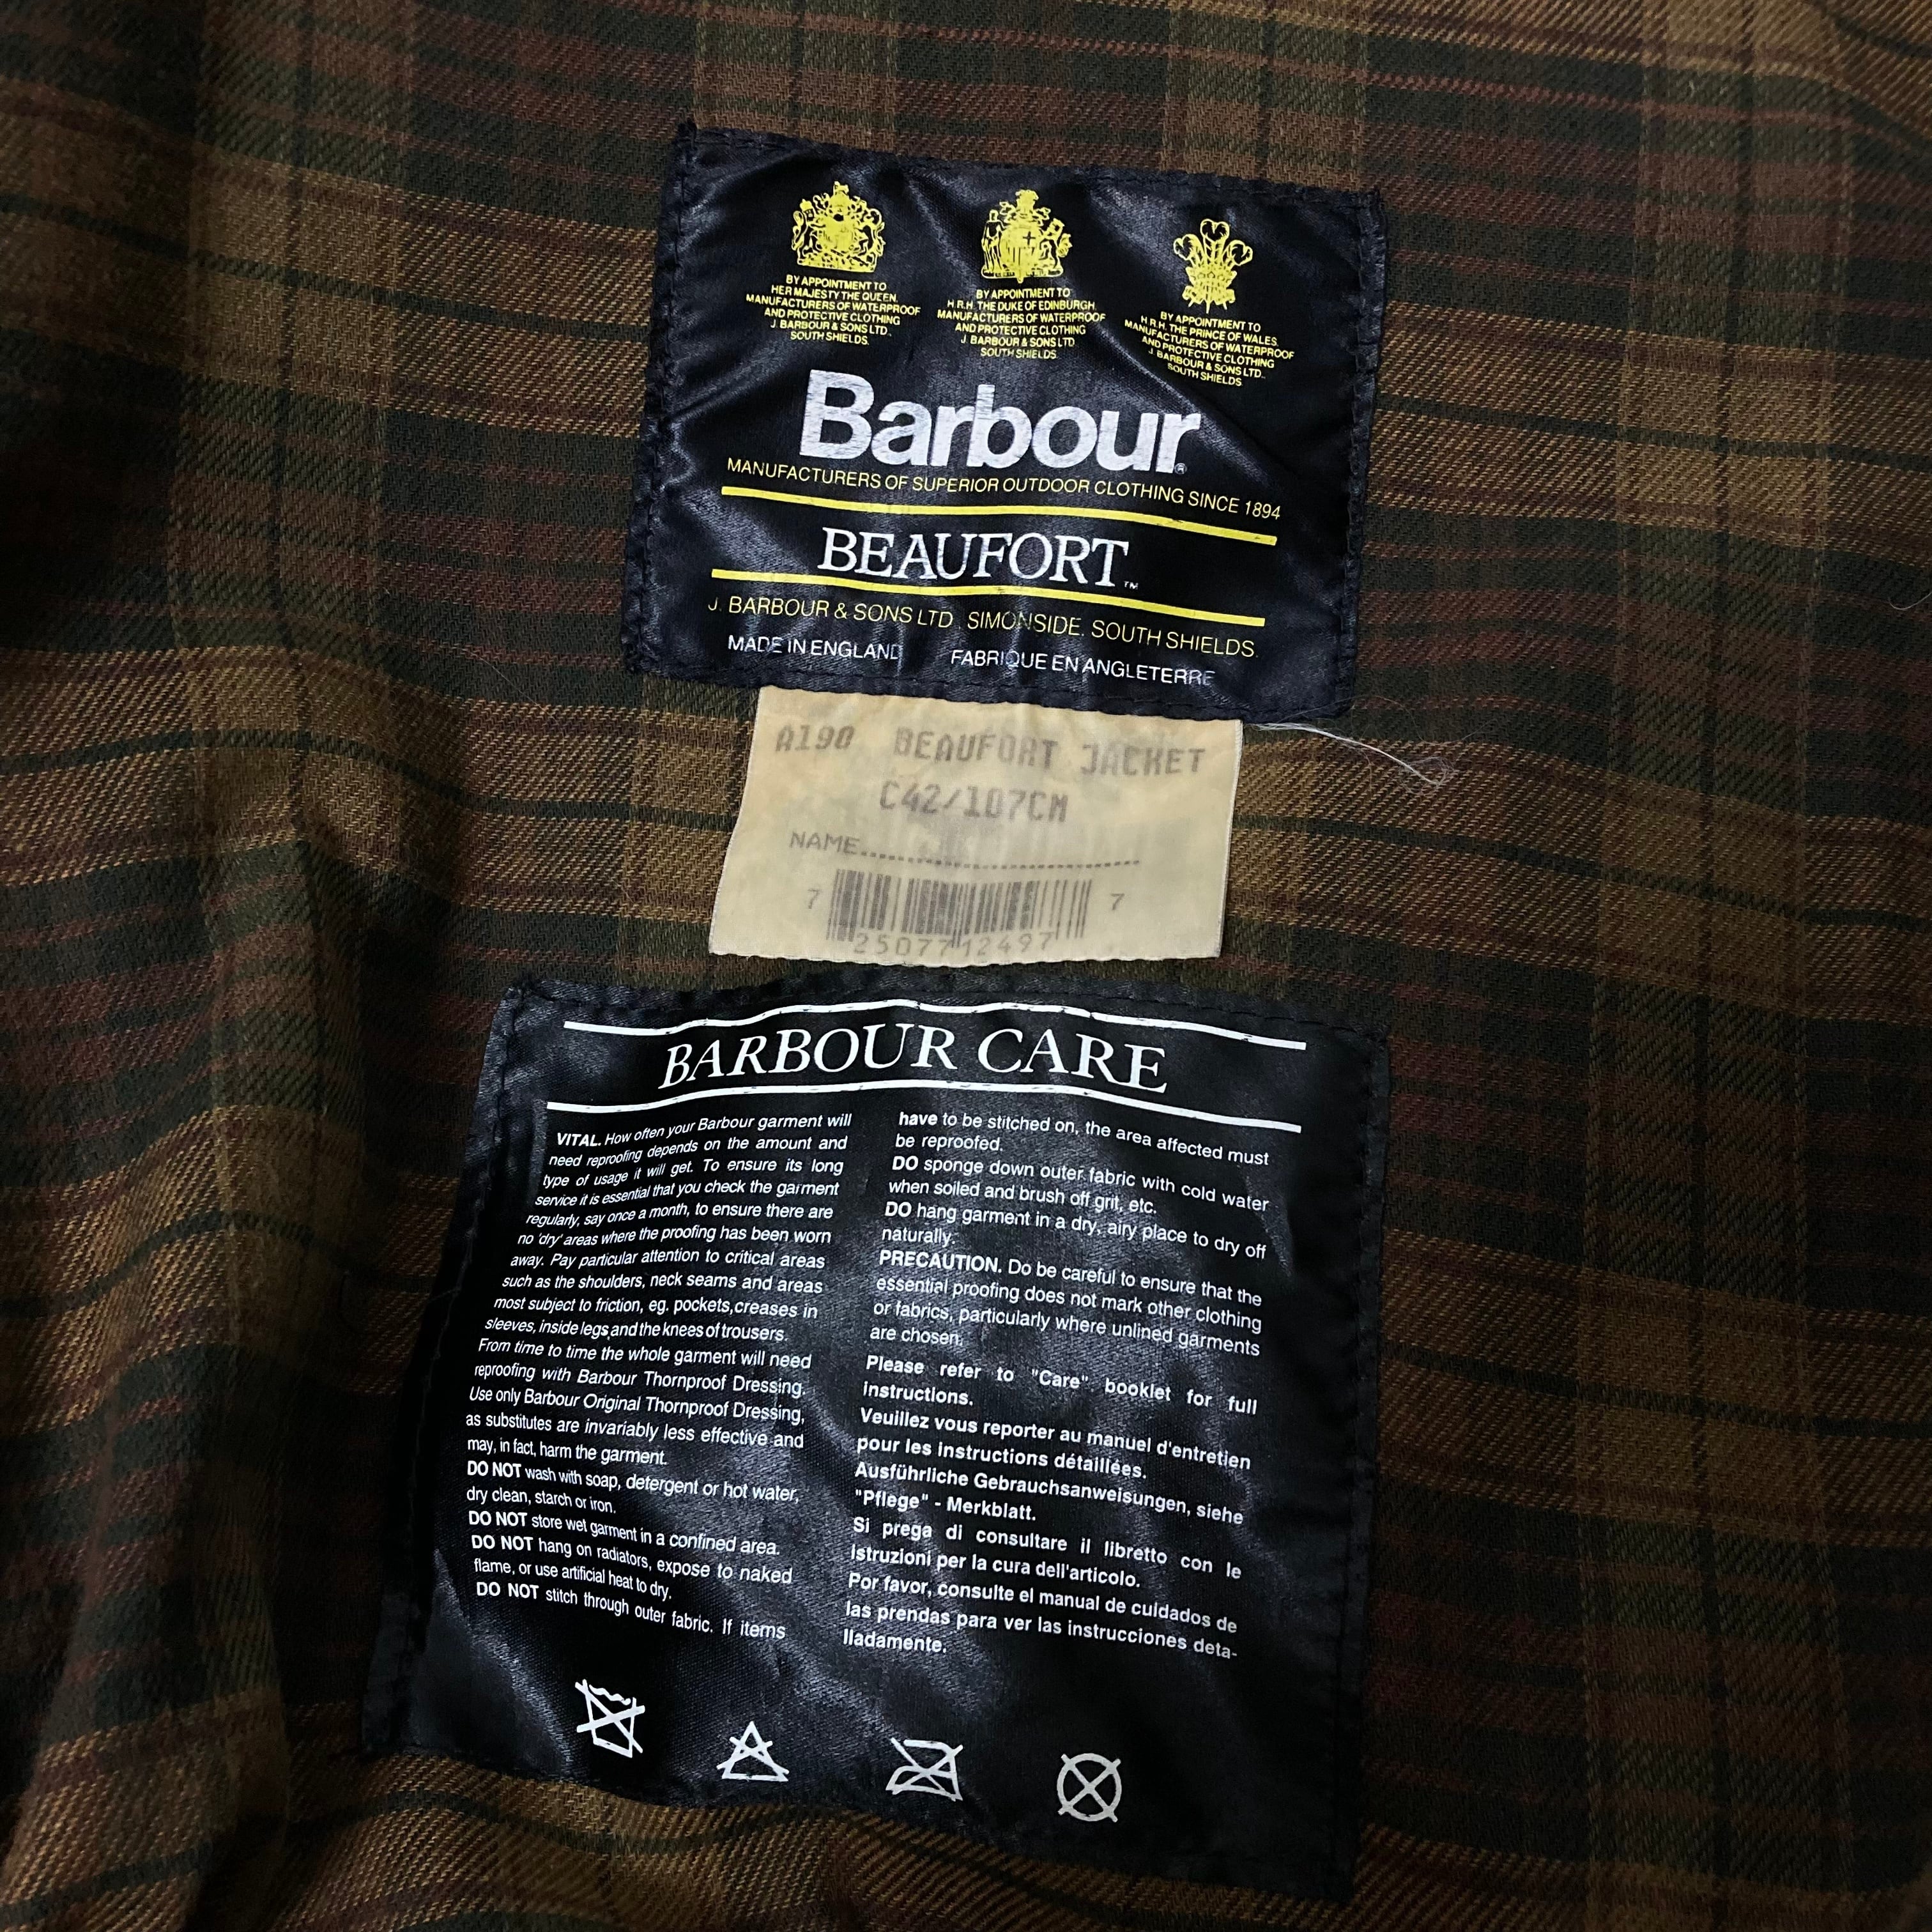 BY APPOINTMENT TO
HER MAJESTY THE QUEEN.
MANUFACTURERS OF WATERPROOF
AND PROTECTIVE CLOTHING
J. BARBOUR & SONS LTD.,
SOUTH SHIELDS.
BY APPOINTMENT TO
H.R.H. THE DUKE OF EDINBURGH.
MANUFACTURERS OF WATERPROOF
AND PROTECTIVE CLOTHING
J. BARBOUR & SONS LTD
SOUTH SHIELDS.
BY APPOINTMENT TO
H.R.H. THE PRINCE OF WALES.
MANUFACTURERS OF WATERPROOF
AND PROTECTIVE CLOTHING
J. BARBOUR & SONS LTD.,
SOUTH SHIELDS
Barbour®
MANUFACTURERS OF SUPERIOR OUTDOOR CLOTHING SINCE 1894
BEAUFORT™
J. BARBOUR & SONS LTD., SIMONSIDE. SOUTH SHIELDS.
MADE IN ENGLAND FABRIQUE EN ANGLETERRE
A190 BEAUFORT JACKET
C42/107CM
NAME................................
7 25077 12497 7
BARBOUR CARE
VITAL. How often your Barbour garment will
need reproofing depends on the amount and
type of usage it will get. To ensure its long
service it is essential that you check the garment
regularly, say once a month, to ensure there are
no 'dry' areas where the proofing has been worn
away. Pay particular attention to critical areas
such as the shoulders, neck seams and areas
most subject to friction, eg. pockets,creases in
sleeves, inside legs and the knees of trousers.
From time to time the whole garment will need
reproofing with Barbour Thornproof Dressing.
Use only Barbour Original Thornproof Dressing,
as substitutes are invariably less effective and
may, in fact, harm the garment.
DO NOT wash with soap, detergent or hot water,
dry clean, starch or iron.
DO NOT store wet garment in a confined area.
DO NOT hang on radiators, expose to naked
flame, or use artificial heat to dry.
DO NOT stitch through outer fabric. If items
have to be stitched on, the area affected must
be reproofed.
DO sponge down outer fabric with cold water
when soiled and brush off grit, etc.
DO hang garment in a dry, airy place to dry off
naturally.
PRECAUTION. Do be careful to ensure that the
essential proofing does not mark other clothing
or fabrics, particularly where unlined garments
are chosen.
Please refer to "Care" booklet for full
instructions.
Veuillez vous reporter au manuel d'entretien
pour les instructions détaillées.
Ausführliche Gebrauchsanweisungen, siehe
"Pflege" - Merkblatt.
Si prega di consultare il libretto con le
istruzioni per la cura dell'articolo.
Por favor, consulte el manual de cuidados de
las prendas para ver las instrucciones deta-
lladamente.